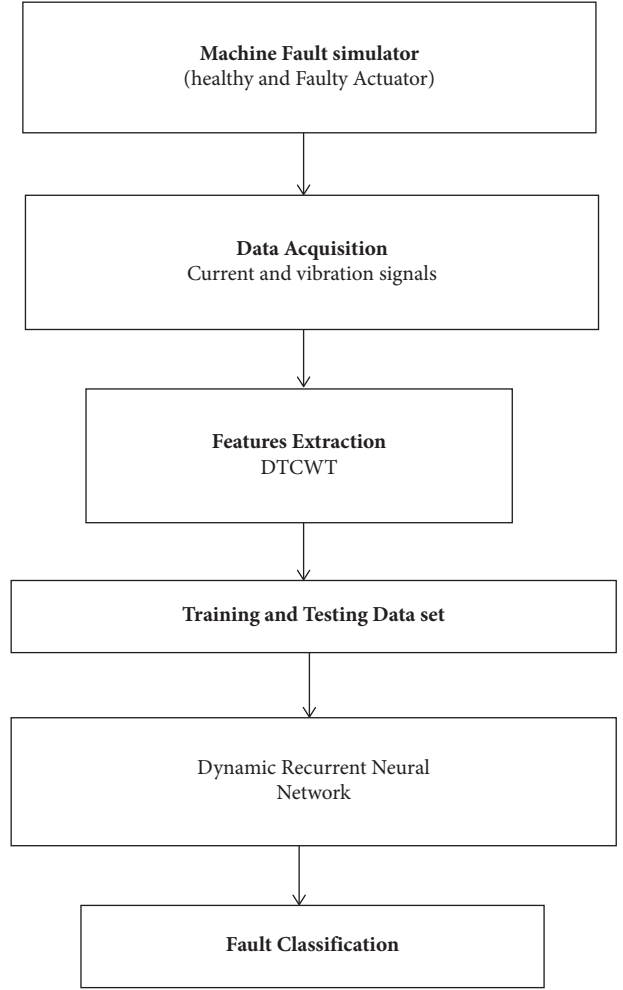 Machine Fault simulator
(healthy and Faulty Actuator)
Data Acquisition
Current and vibration signals
Features Extraction
DTCWT
Training and Testing Data set
Dynamic Recurrent Neural
Network
Fault Classification